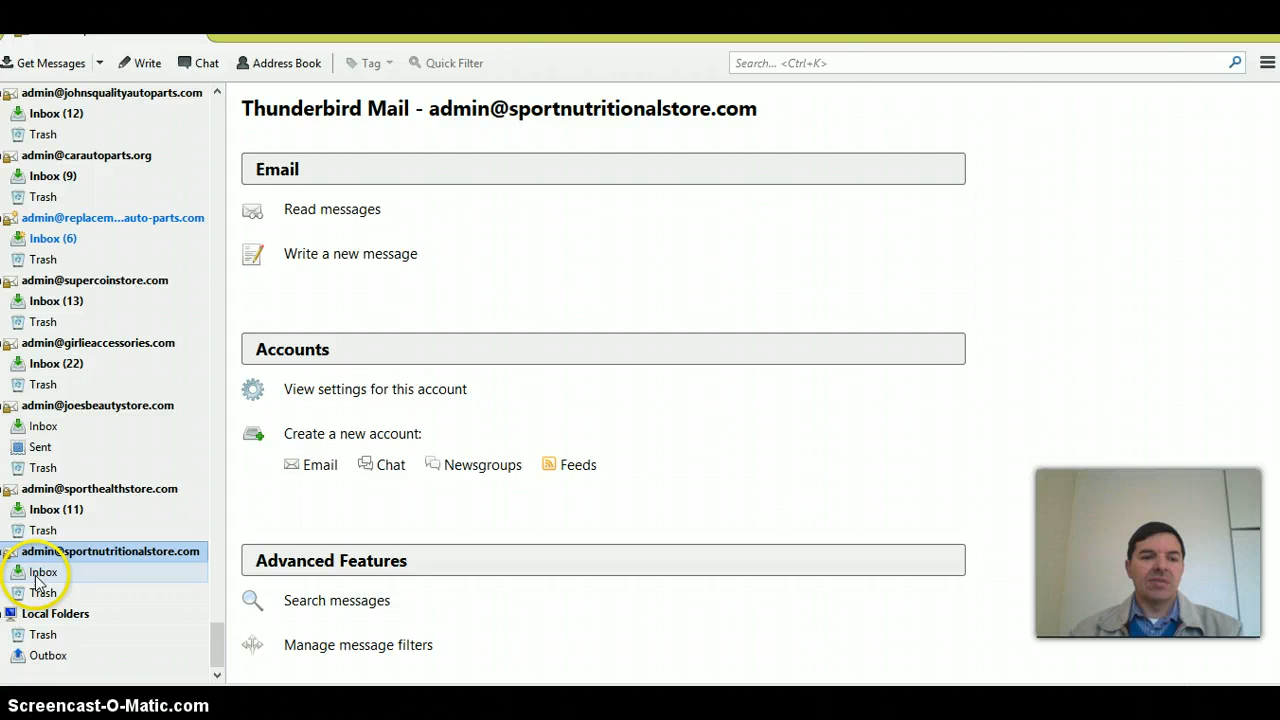 Get Messages Write Chat Address Book Tag Quick Filter Search... <Ctrl+K>
admin@johnsqualityautoparts.com
Inbox (12)
Trash
admin@carautoparts.org
Inbox (9)
Trash
admin@replacem...auto-parts.com
Inbox (6)
Trash
admin@supercoinstore.com
Inbox (13)
Trash
admin@girlieaccessories.com
Inbox (22)
Trash
admin@joesbeautystore.com
Inbox
Sent
Trash
admin@sporthealthstore.com
Inbox (11)
Trash
admin@sportnutritionalstore.com
Inbox
Trash
Local Folders
Trash
Outbox
Thunderbird Mail - admin@sportnutritionalstore.com
Email
Read messages
Write a new message
Accounts
View settings for this account
Create a new account:
Email Chat Newsgroups Feeds
Advanced Features
Search messages
Manage message filters
Screencast-O-Matic.com